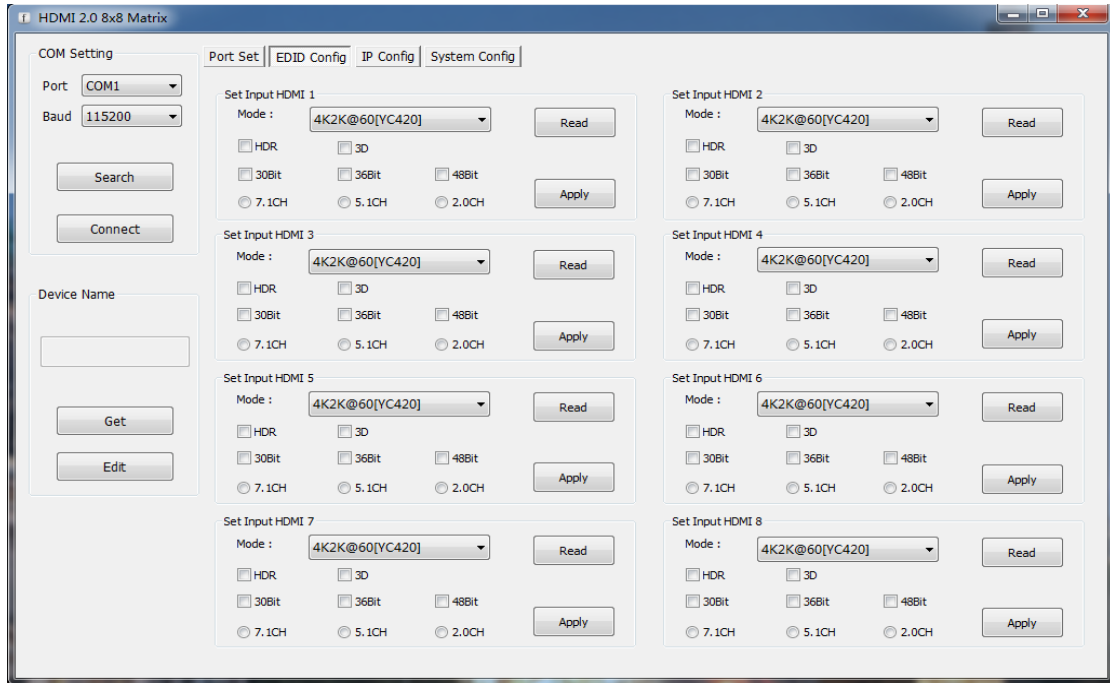 HDMI 2.0 8x8 Matrix
COM Setting
Port COM1
Baud 115200
Search
Connect
Device Name
Get
Edit
Port Set EDID Config IP Config System Config
Set Input HDMI 1
Mode : 4K2K@60[YC420] Read
HDR 3D
30Bit 36Bit 48Bit
7.1CH 5.1CH 2.0CH Apply
Set Input HDMI 2
Mode : 4K2K@60[YC420] Read
HDR 3D
30Bit 36Bit 48Bit
7.1CH 5.1CH 2.0CH Apply
Set Input HDMI 3
Mode : 4K2K@60[YC420] Read
HDR 3D
30Bit 36Bit 48Bit
7.1CH 5.1CH 2.0CH Apply
Set Input HDMI 4
Mode : 4K2K@60[YC420] Read
HDR 3D
30Bit 36Bit 48Bit
7.1CH 5.1CH 2.0CH Apply
Set Input HDMI 5
Mode : 4K2K@60[YC420] Read
HDR 3D
30Bit 36Bit 48Bit
7.1CH 5.1CH 2.0CH Apply
Set Input HDMI 6
Mode : 4K2K@60[YC420] Read
HDR 3D
30Bit 36Bit 48Bit
7.1CH 5.1CH 2.0CH Apply
Set Input HDMI 7
Mode : 4K2K@60[YC420] Read
HDR 3D
30Bit 36Bit 48Bit
7.1CH 5.1CH 2.0CH Apply
Set Input HDMI 8
Mode : 4K2K@60[YC420] Read
HDR 3D
30Bit 36Bit 48Bit
7.1CH 5.1CH 2.0CH Apply